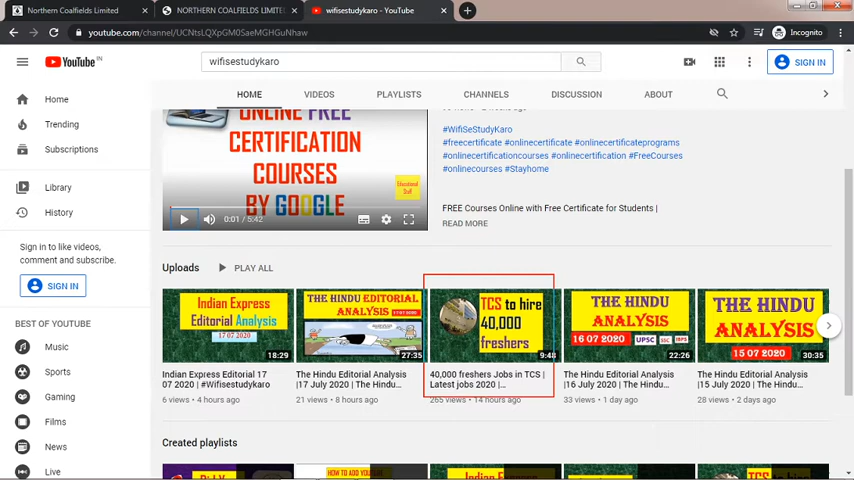 Northern Coalfields Limited
NORTHERN COALFIELDS LIMITE
wifisestudykaro - YouTube
youtube.com/channel/UCNtsLQXpGM0SaeMGHGuNhaw
Incognito
YouTube IN
wifisestudykaro
SIGN IN
HOME VIDEOS PLAYLISTS CHANNELS DISCUSSION ABOUT
Home
Trending
Subscriptions
Library
History
Sign in to like videos,
comment and subscribe.
SIGN IN
BEST OF YOUTUBE
Music
Sports
Gaming
Films
News
Live
ONLINE FREE
CERTIFICATION
COURSES
BY GOOGLE
0:01 / 5:42
#WifiSeStudyKaro
#freecertificate #onlinecertificate #onlinecertificateprograms
#onlinecertificationcourses #onlinecertification #FreeCourses
#onlinecourses #Stayhome
FREE Courses Online with Free Certificate for Students |
READ MORE
Uploads PLAY ALL
Indian Express
Editorial Analysis
17 07 2020
18:29
Indian Express Editorial 17
07 2020 | #Wifisestudykaro
6 views • 4 hours ago
THE HINDU EDITORIAL
ANALYSIS 17 07 2020
27:35
The Hindu Editorial Analysis
|17 July 2020 | The Hindu...
21 views • 8 hours ago
TCS to hire
40,000
freshers
9:48
40,000 freshers Jobs in TCS |
Latest jobs 2020 |...
265 views • 14 hours ago
THE HINDU
ANALYSIS
16 07 2020
UPSC
22:26
The Hindu Editorial Analysis
|16 July 2020 | The Hindu...
33 views • 1 day ago
THE HINDU
ANALYSIS
15 07 2020
30:35
The Hindu Editorial Analysis
|15 July 2020 | The Hindu...
28 views • 2 days ago
Created playlists